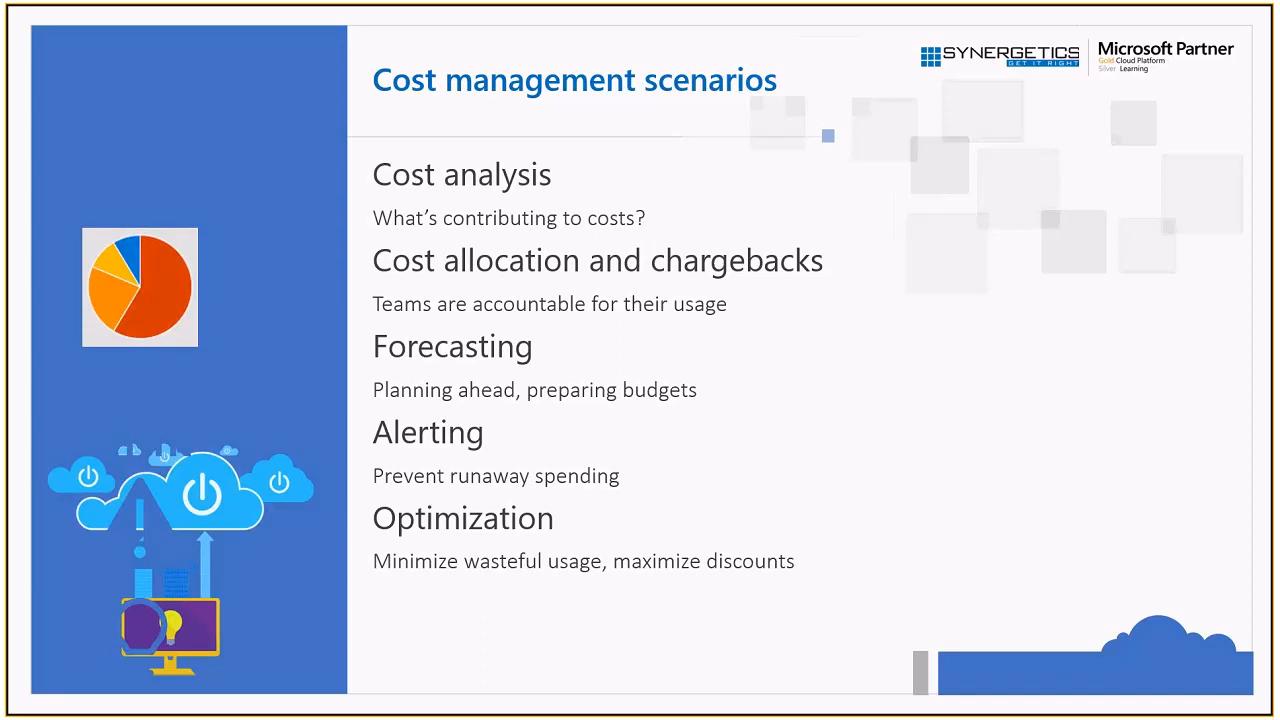 SYNERGETICS
GET IT RIGHT
Microsoft Partner
Gold Cloud Platform
Silver Learning
Cost management scenarios
Cost analysis
What’s contributing to costs?
Cost allocation and chargebacks
Teams are accountable for their usage
Forecasting
Planning ahead, preparing budgets
Alerting
Prevent runaway spending
Optimization
Minimize wasteful usage, maximize discounts